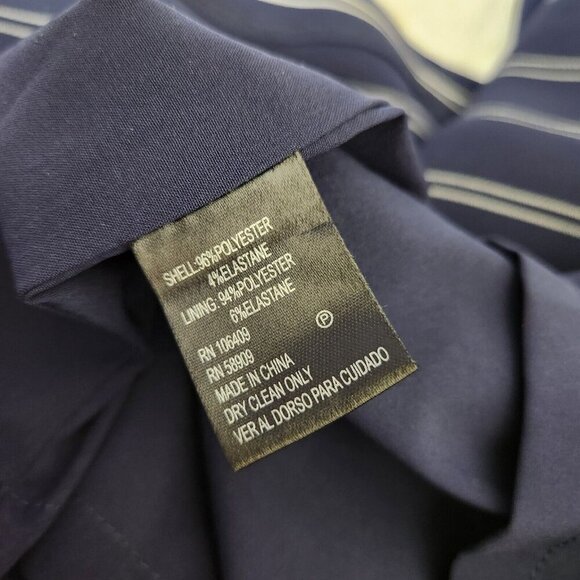 SHELL:96%POLYESTER
4%ELASTANE
LINING: 94%POLYESTER
6%ELASTANE
RN 106409
RN 58909
MADE IN CHINA
DRY CLEAN ONLY
VER AL DORSO PARA CUIDADO
P